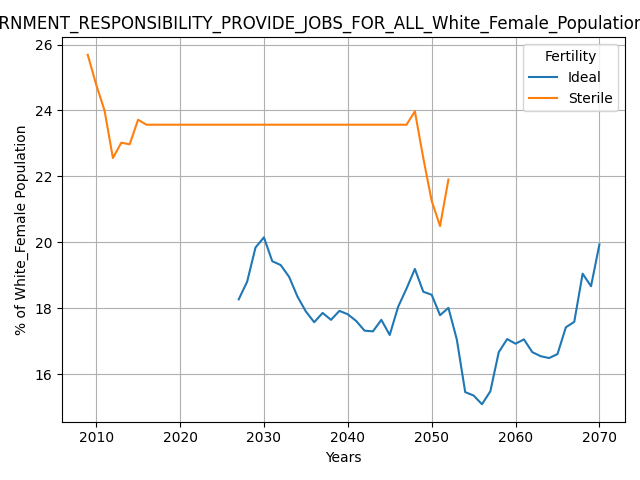 RNMENT_RESPONSIBILITY_PROVIDE_JOBS_FOR_ALL_White_Female_Population
26
24
22
20
18
16
% of White_Female Population
Fertility
Ideal
Sterile
2010 2020 2030 2040 2050 2060 2070
Years